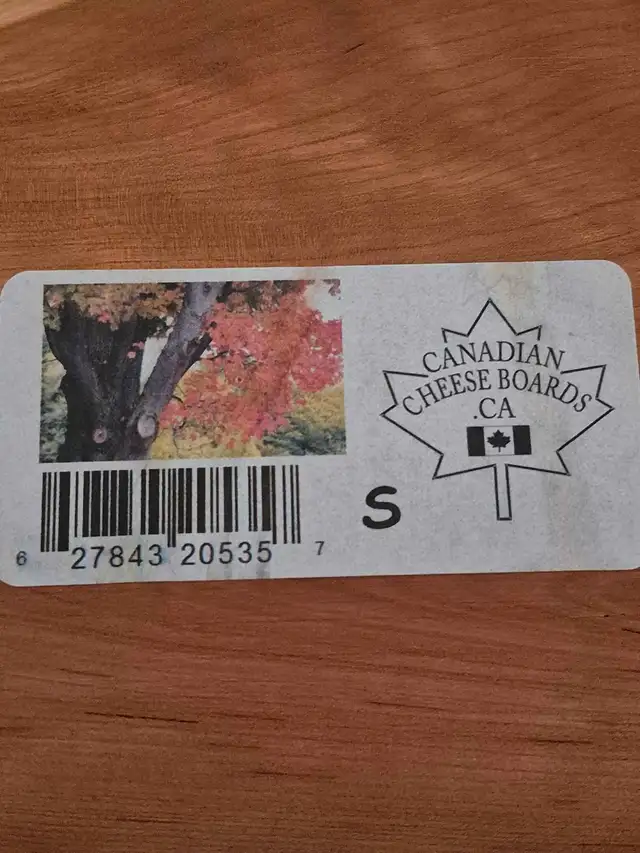 CANADIAN
CHEESE BOARDS
.CA
S
6 27843 20535 7